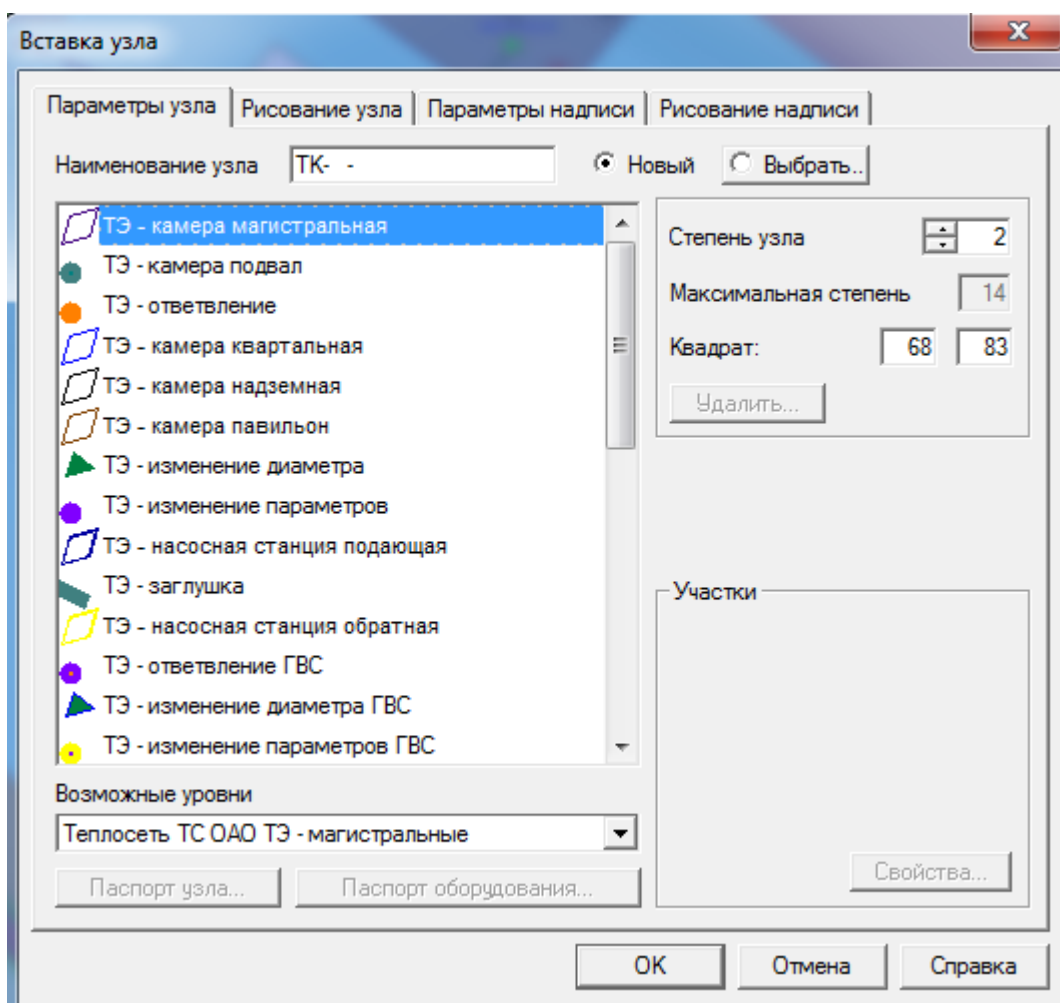 Вставка узла
Параметры узла Рисование узла Параметры надписи Рисование надписи
Наименование узла ТК- - Новый Выбрать..
ТЭ - камера магистральная
ТЭ - камера подвал
ТЭ - ответвление
ТЭ - камера квартальная
ТЭ - камера надземная
ТЭ - камера павильон
ТЭ - изменение диаметра
ТЭ - изменение параметров
ТЭ - насосная станция подающая
ТЭ - заглушка
ТЭ - насосная станция обратная
ТЭ - ответвление ГВС
ТЭ - изменение диаметра ГВС
ТЭ - изменение параметров ГВС
Степень узла 2
Максимальная степень 14
Квадрат: 68 83
Удалить...
Участки
Свойства...
Возможные уровни
Теплосеть ТС ОАО ТЭ - магистральные
Паспорт узла... Паспорт оборудования...
OK Отмена Справка